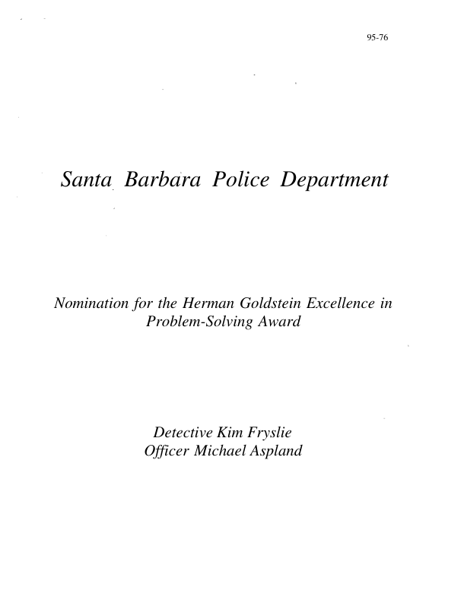 95-76
Santa Barbara Police Department
Nomination for the Herman Goldstein Excellence in
Problem-Solving Award
Detective Kim Fryslie
Officer Michael Aspland